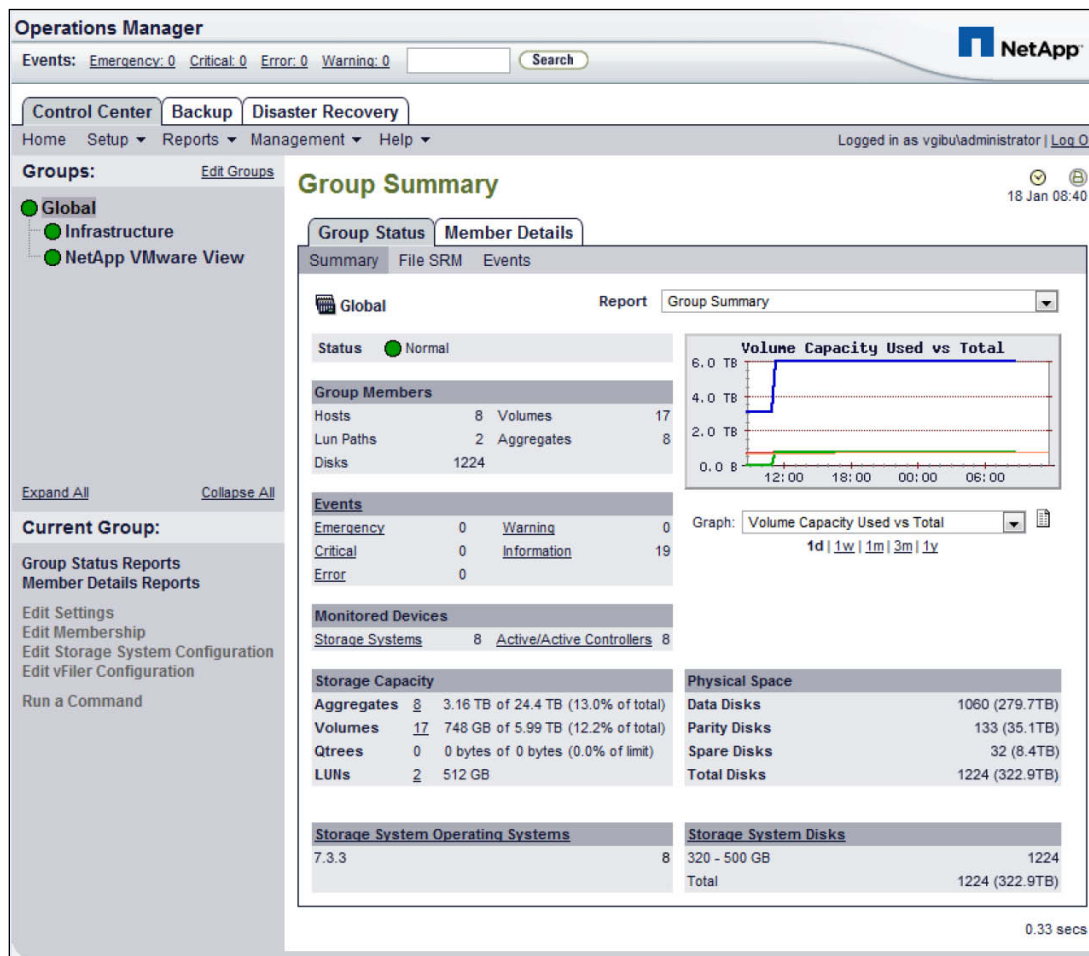 Operations Manager
Events: Emergency: 0 Critical: 0 Error: 0 Warning: 0 Search
NetApp
Control Center Backup Disaster Recovery
Home Setup Reports Management Help Logged in as vgibu\administrator | Log O
Groups: Edit Groups
Global
Infrastructure
NetApp VMware View
Expand All Collapse All
Current Group:
Group Status Reports
Member Details Reports
Edit Settings
Edit Membership
Edit Storage System Configuration
Edit vFiler Configuration
Run a Command
Group Summary
18 Jan 08:40
Group Status Member Details
Summary File SRM Events
Global Report Group Summary
Status Normal
Group Members
Hosts 8 Volumes 17
Lun Paths 2 Aggregates 8
Disks 1224
Events
Emergency 0 Warning 0
Critical 0 Information 19
Error 0
Monitored Devices
Storage Systems 8 Active/Active Controllers 8
Volume Capacity Used vs Total
6.0 TB
4.0 TB
2.0 TB
0.0 B
12:00 18:00 00:00 06:00
Graph: Volume Capacity Used vs Total
1d | 1w | 1m | 3m | 1y
Storage Capacity
Aggregates 8 3.16 TB of 24.4 TB (13.0% of total)
Volumes 17 748 GB of 5.99 TB (12.2% of total)
Qtrees 0 0 bytes of 0 bytes (0.0% of limit)
LUNs 2 512 GB
Physical Space
Data Disks 1060 (279.7TB)
Parity Disks 133 (35.1TB)
Spare Disks 32 (8.4TB)
Total Disks 1224 (322.9TB)
Storage System Operating Systems
7.3.3 8
Storage System Disks
320 - 500 GB 1224
Total 1224 (322.9TB)
0.33 secs